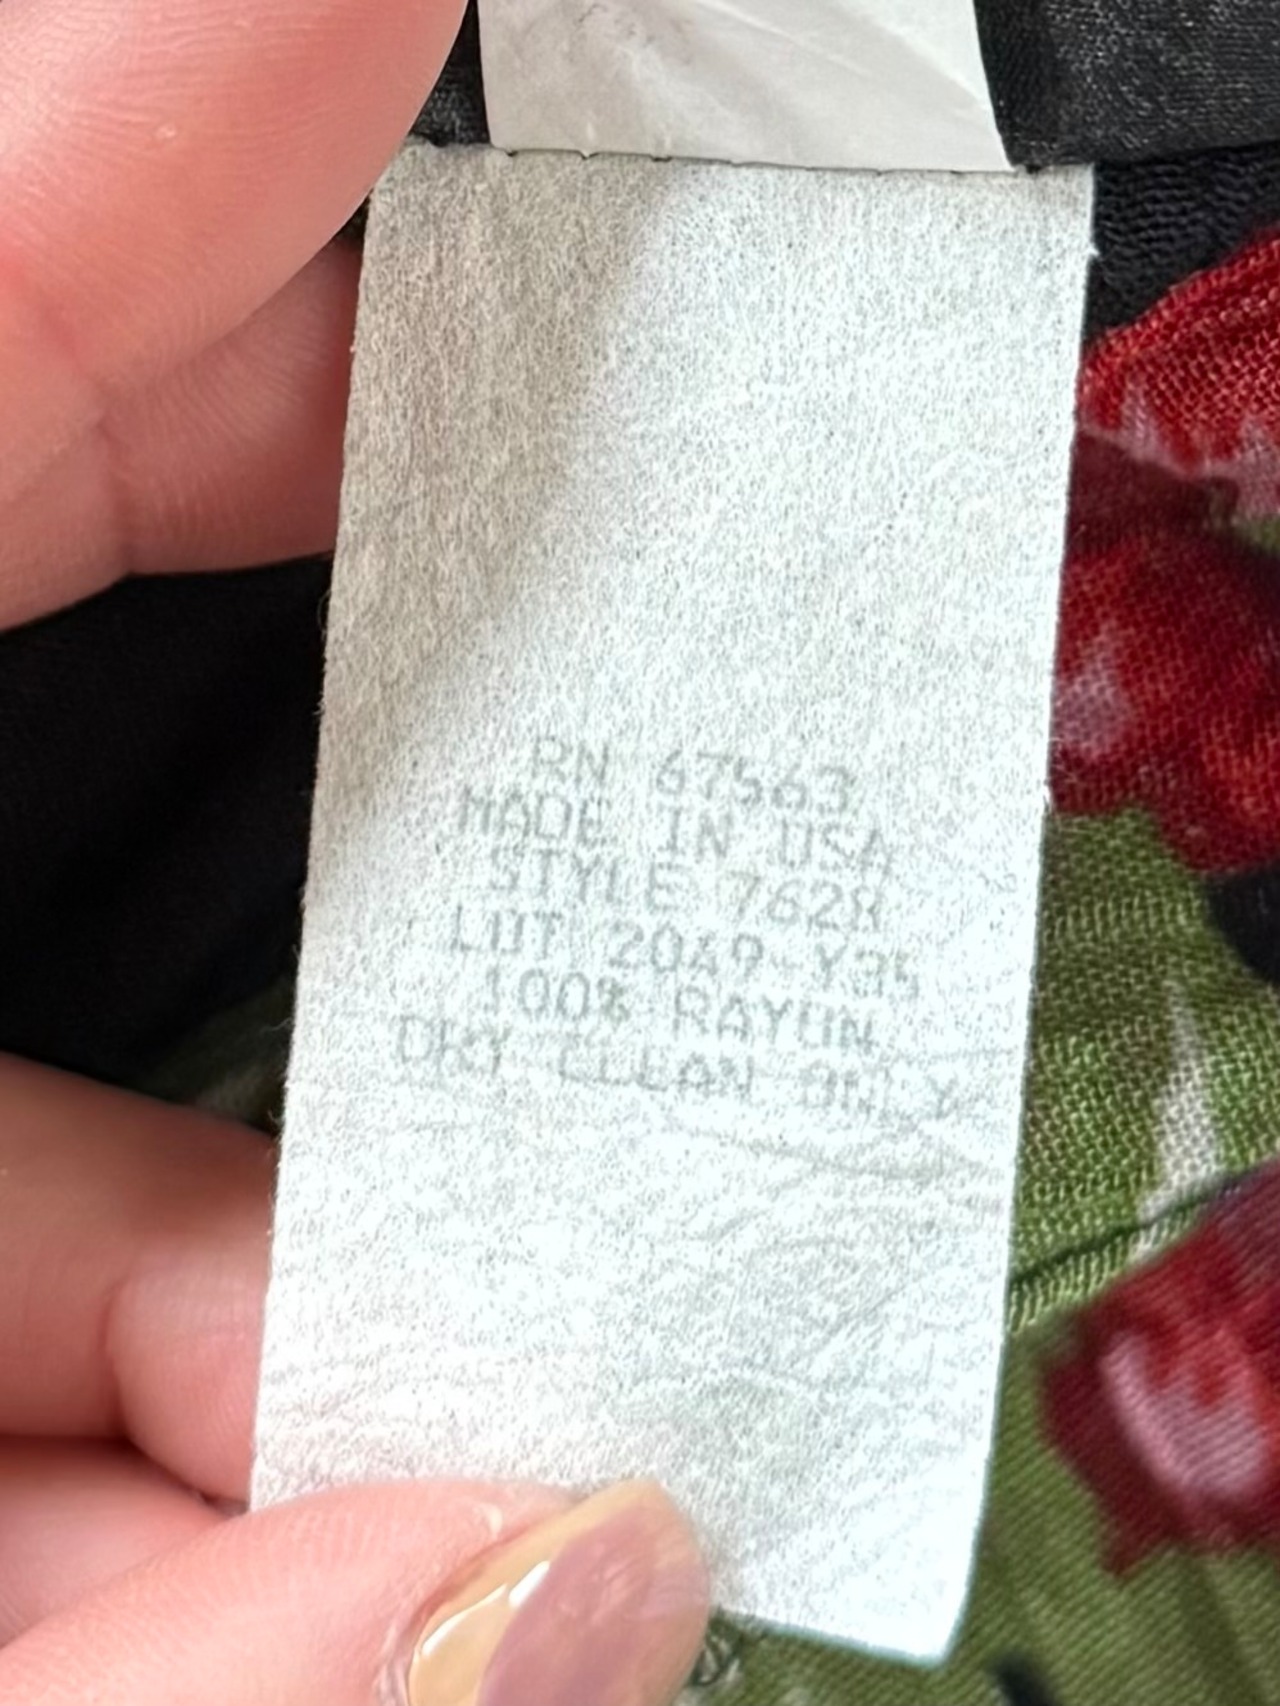 RN 67563
MADE IN USA
STYLE 7628
LOT 2049-Y35
100% RAYON
DRY CLEAN ONLY